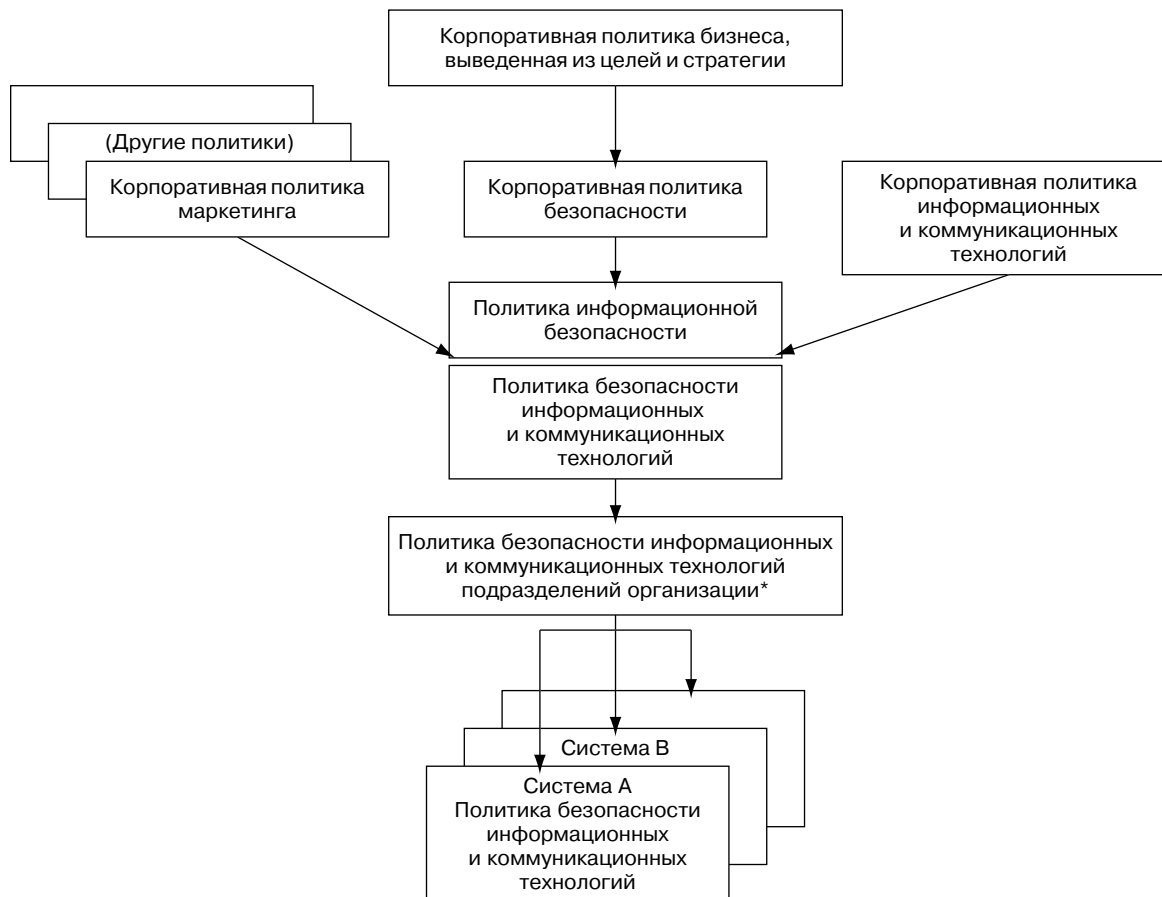 Корпоративная политика бизнеса,
выведенная из целей и стратегии
(Другие политики)
Корпоративная политика
маркетинга
Корпоративная политика
безопасности
Корпоративная политика
информационных
и коммуникационных
технологий
Политика информационной
безопасности
Политика безопасности
информационных
и коммуникационных
технологий
Политика безопасности информационных
и коммуникационных технологий
подразделений организации*
Система В
Система А
Политика безопасности
информационных
и коммуникационных
технологий